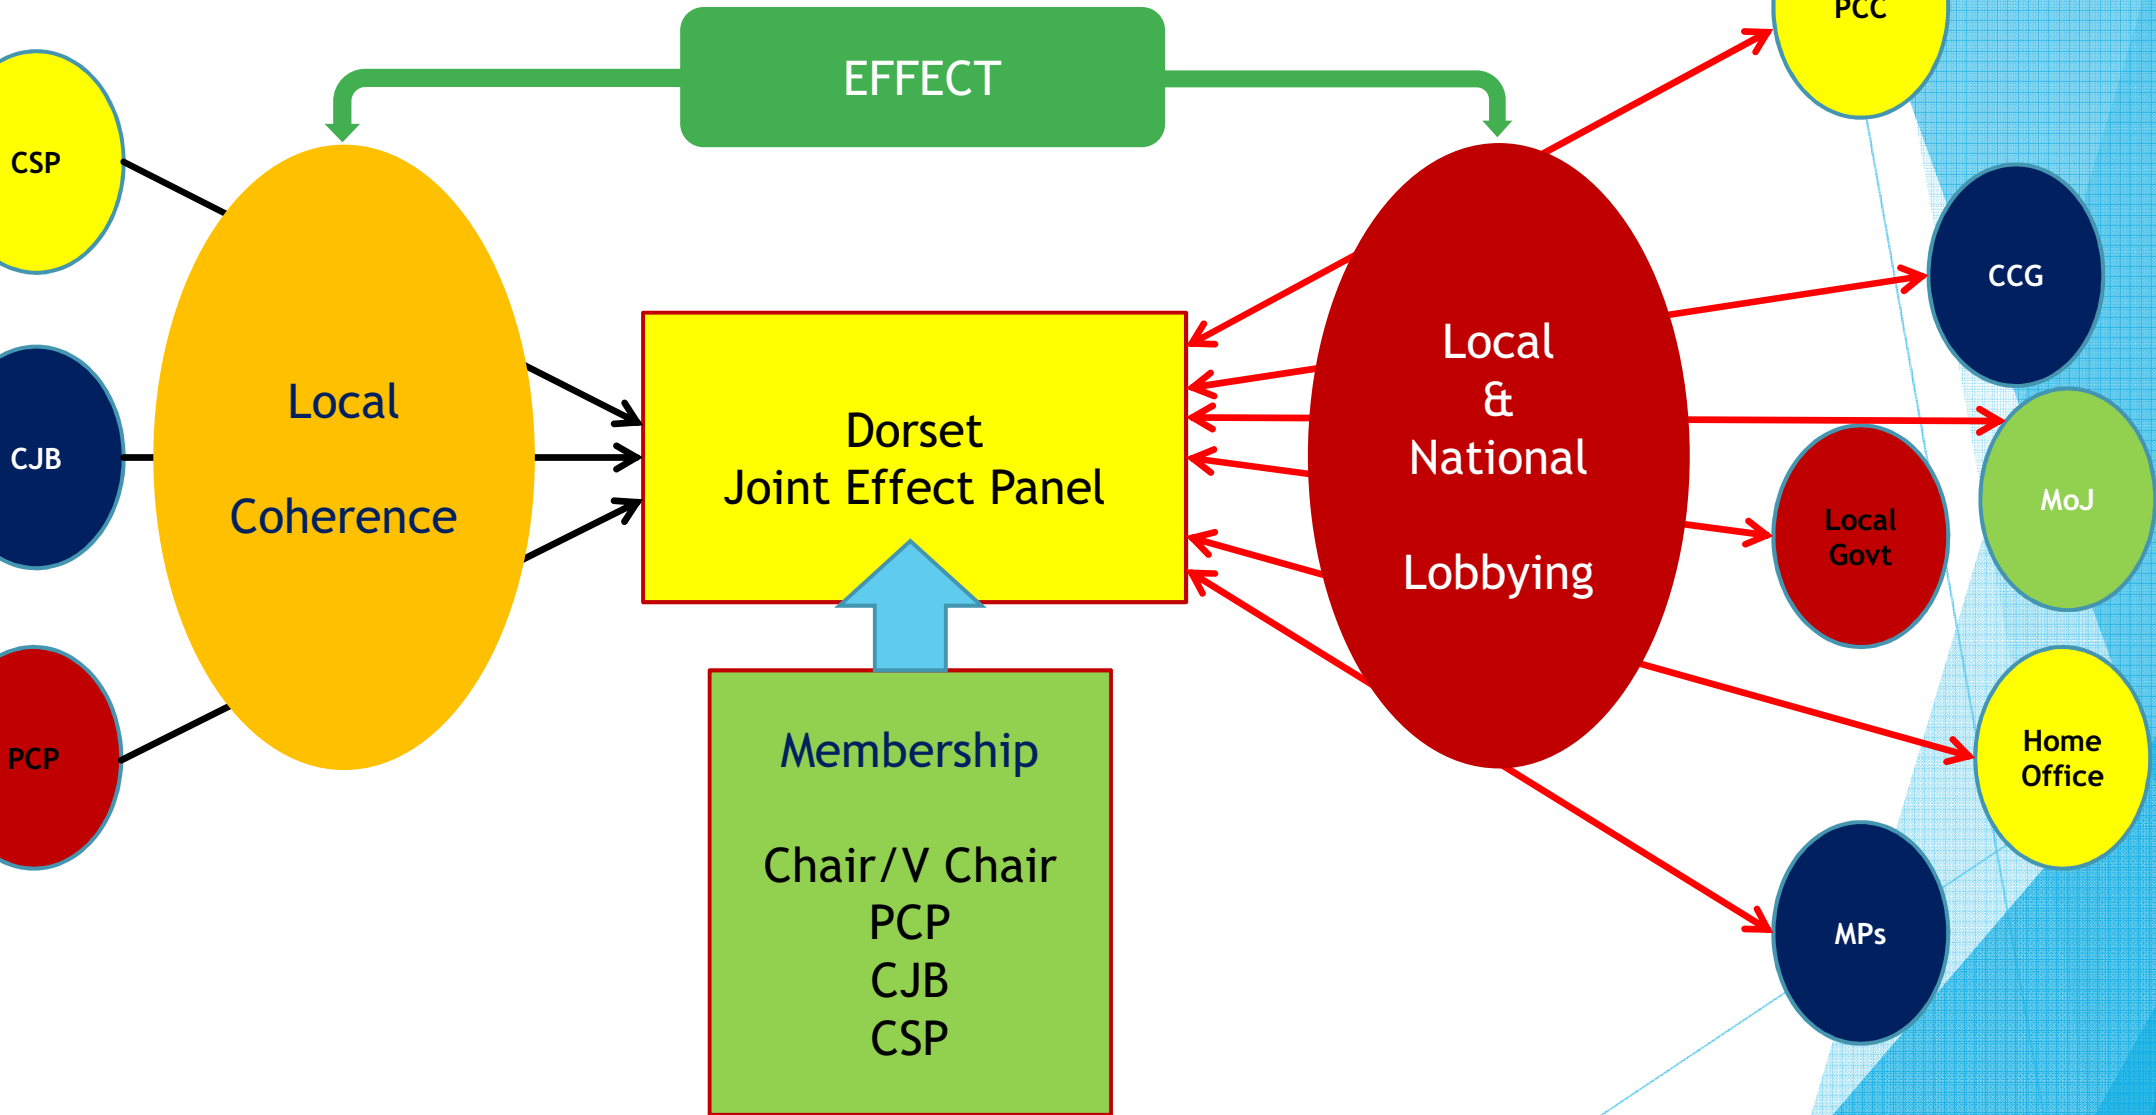 EFFECT
PCC
CSP
CJB
PCP
Local
Coherence
Dorset
Joint Effect Panel
Membership
Chair/V Chair
PCP
CJB
CSP
Local
&
National
Lobbying
CCG
MoJ
Local
Govt
Home
Office
MPs